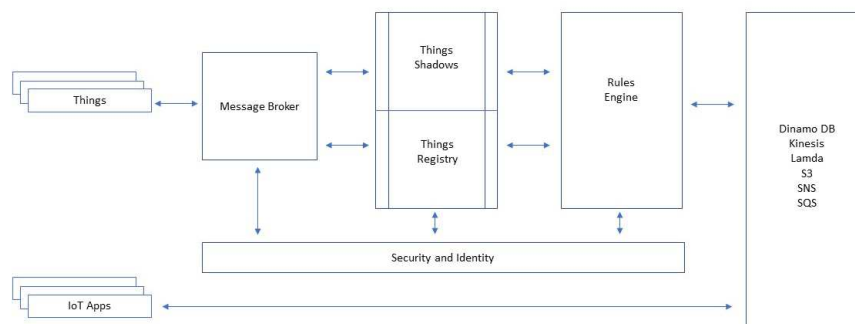 Things
Message Broker
Things
Shadows
Things
Registry
Rules
Engine
Dinamo DB
Kinesis
Lamda
S3
SNS
SQS
Security and Identity
IoT Apps